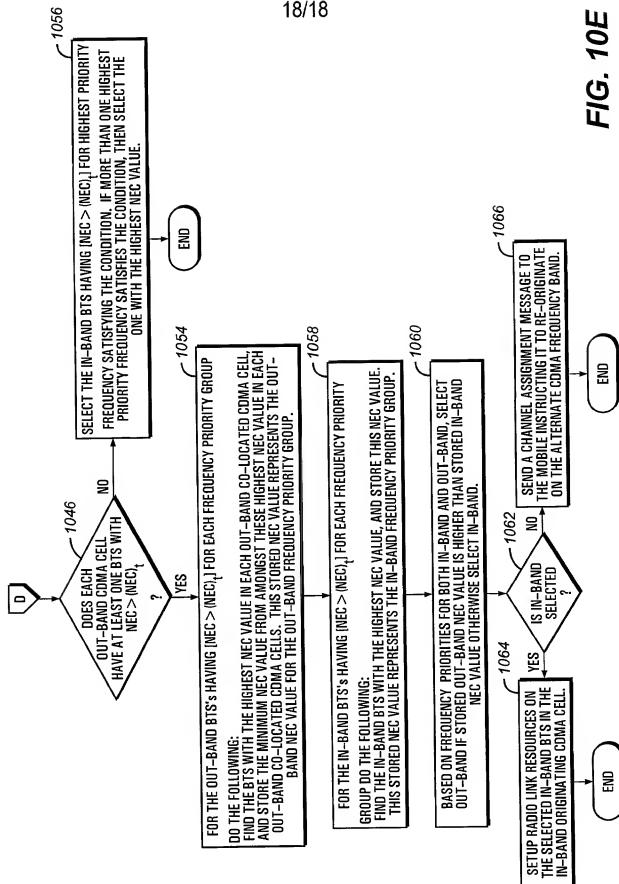 18/18
D
1046
DOES EACH
OUT–BAND CDMA CELL
HAVE AT LEAST ONE BTS WITH
NEC > (NEC)t
?
NO
YES
1056
SELECT THE IN–BAND BTS HAVING [NEC > (NEC)t] FOR HIGHEST PRIORITY
FREQUENCY SATISFYING THE CONDITION. IF MORE THAN ONE HIGHEST
PRIORITY FREQUENCY SATISFIES THE CONDITION, THEN SELECT THE
ONE WITH THE HIGHEST NEC VALUE.
END
1054
FOR THE OUT–BAND BTS's HAVING [NEC > (NEC)t] FOR EACH FREQUENCY PRIORITY GROUP
DO THE FOLLOWING:
FIND THE BTS WITH THE HIGHEST NEC VALUE IN EACH OUT–BAND CO-LOCATED CDMA CELL,
AND STORE THE MINIMUM NEC VALUE FROM AMONGST THESE HIGHEST NEC VALUE IN EACH
OUT–BAND CO-LOCATED CDMA CELLS. THIS STORED NEC VALUE REPRESENTS THE OUT–
BAND NEC VALUE FOR THE OUT–BAND FREQUENCY PRIORITY GROUP.
1058
FOR THE IN–BAND BTS's HAVING [NEC > (NEC)t] FOR EACH FREQUENCY PRIORITY
GROUP DO THE FOLLOWING:
FIND THE IN–BAND BTS WITH THE HIGHEST NEC VALUE, AND STORE THIS NEC VALUE.
THIS STORED NEC VALUE REPRESENTS THE IN–BAND FREQUENCY PRIORITY GROUP.
1060
BASED ON FREQUENCY PRIORITIES FOR BOTH IN–BAND AND OUT–BAND, SELECT
OUT–BAND IF STORED OUT–BAND NEC VALUE IS HIGHER THAN STORED IN–BAND
NEC VALUE OTHERWISE SELECT IN–BAND.
1062
IS IN–BAND
SELECTED
?
YES
NO
1064
SETUP RADIO LINK RESOURCES ON
THE SELECTED IN–BAND BTS IN THE
IN–BAND ORIGINATING CDMA CELL.
END
1066
SEND A CHANNEL ASSIGNMENT MESSAGE TO
THE MOBILE INSTRUCTING IT TO RE-ORIGINATE
ON THE ALTERNATE CDMA FREQUENCY BAND.
END
FIG. 10E